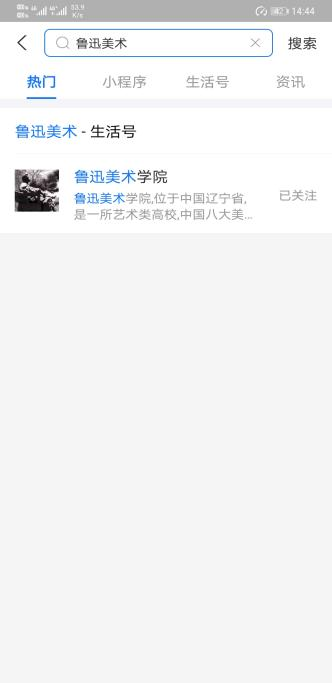 53.9
K/s
42
14:44
鲁迅美术
搜索
热门 小程序 生活号 资讯
鲁迅美术 - 生活号
鲁迅美术学院
鲁迅美术学院,位于中国辽宁省,
是一所艺术类高校,中国八大美...
已关注